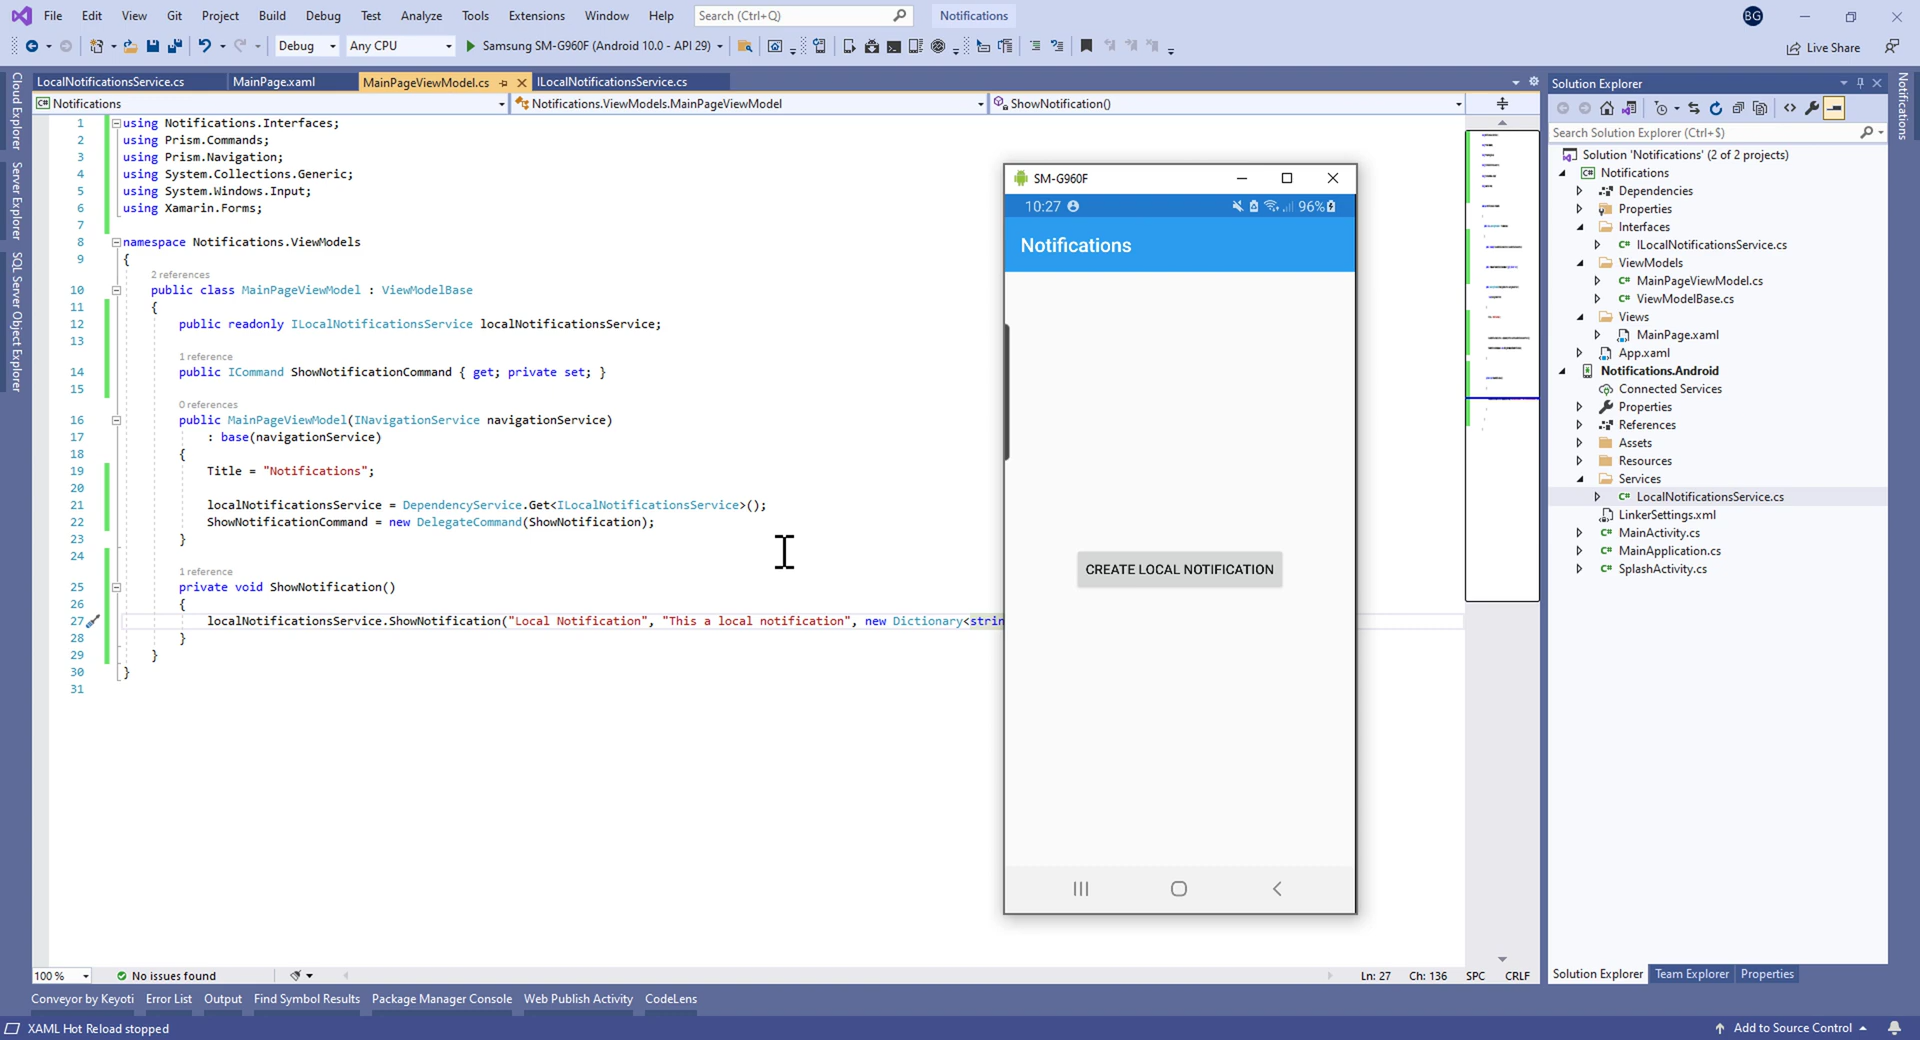 File Edit View Git Project Build Debug Test Analyze Tools Extensions Window Help Search (Ctrl+Q) Notifications BG
Debug Any CPU Samsung SM-G960F (Android 10.0 - API 29) Live Share
Cloud Explorer
Server Explorer
SQL Server Object Explorer
LocalNotificationsService.cs MainPage.xaml MainPageViewModel.cs ILocalNotificationsService.cs
C# Notifications Notifications.ViewModels.MainPageViewModel ShowNotification()
1 using Notifications.Interfaces;
2 using Prism.Commands;
3 using Prism.Navigation;
4 using System.Collections.Generic;
5 using System.Windows.Input;
6 using Xamarin.Forms;
7
8 namespace Notifications.ViewModels
9 {
2 references
10 public class MainPageViewModel : ViewModelBase
11 {
12 public readonly ILocalNotificationsService localNotificationsService;
13
1 reference
14 public ICommand ShowNotificationCommand { get; private set; }
15
0 references
16 public MainPageViewModel(INavigationService navigationService)
17 : base(navigationService)
18 {
19 Title = "Notifications";
20
21 localNotificationsService = DependencyService.Get<ILocalNotificationsService>();
22 ShowNotificationCommand = new DelegateCommand(ShowNotification);
23 }
24
1 reference
25 private void ShowNotification()
26 {
27 localNotificationsService.ShowNotification("Local Notification", "This a local notification", new Dictionary<strin
28 }
29 }
30 }
31
SM-G960F
10:27 96%
Notifications
CREATE LOCAL NOTIFICATION
100 % No issues found Ln: 27 Ch: 136 SPC CRLF
Solution Explorer
Search Solution Explorer (Ctrl+$)
Solution 'Notifications' (2 of 2 projects)
C# Notifications
Dependencies
Properties
Interfaces
C# ILocalNotificationsService.cs
ViewModels
C# MainPageViewModel.cs
C# ViewModelBase.cs
Views
MainPage.xaml
App.xaml
Notifications.Android
Connected Services
Properties
References
Assets
Resources
Services
C# LocalNotificationsService.cs
LinkerSettings.xml
C# MainActivity.cs
C# MainApplication.cs
C# SplashActivity.cs
Solution Explorer Team Explorer Properties
Notifications
Conveyor by Keyoti Error List Output Find Symbol Results Package Manager Console Web Publish Activity CodeLens
XAML Hot Reload stopped Add to Source Control